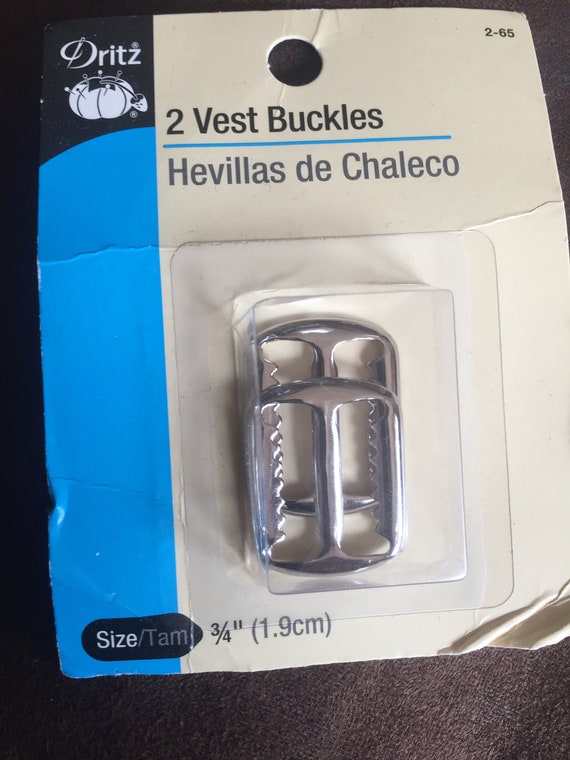 Dritz®
®
2-65
2 Vest Buckles
Hevillas de Chaleco
Size/Tam
¾" (1.9cm)